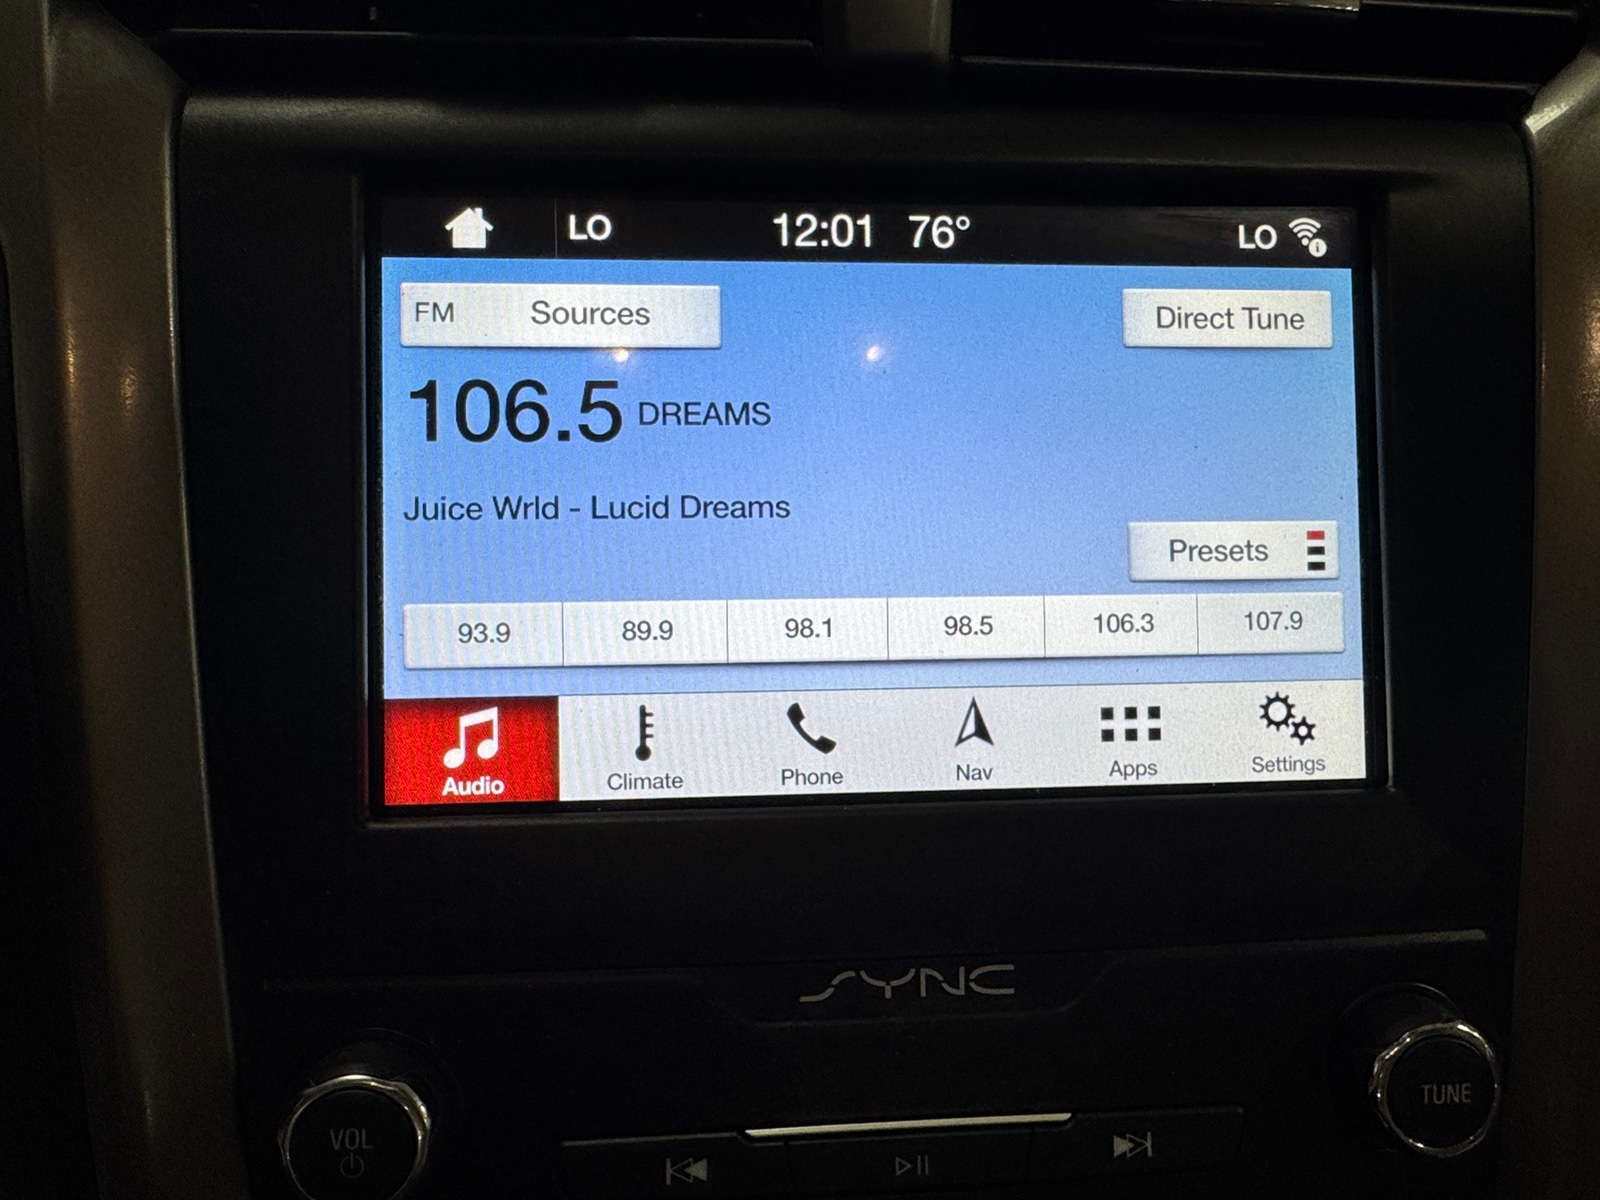 LO 12:01 76° LO
FM Sources Direct Tune
106.5 DREAMS
Juice Wrld - Lucid Dreams
Presets
93.9 89.9 98.1 98.5 106.3 107.9
Audio Climate Phone Nav Apps Settings
SYNC
VOL TUNE